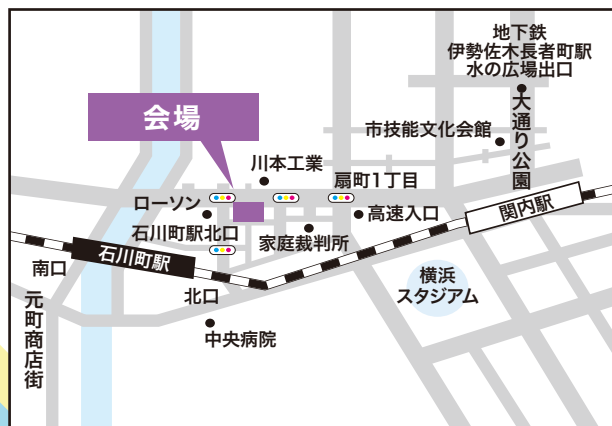 地下鉄
伊勢佐木長者町駅
水の広場出口
大通り公園
会場
市技能文化会館
川本工業
扇町1丁目
ローソン
高速入口
関内駅
石川町駅北口
家庭裁判所
石川町駅
南口
北口
横浜
スタジアム
元町商店街
中央病院